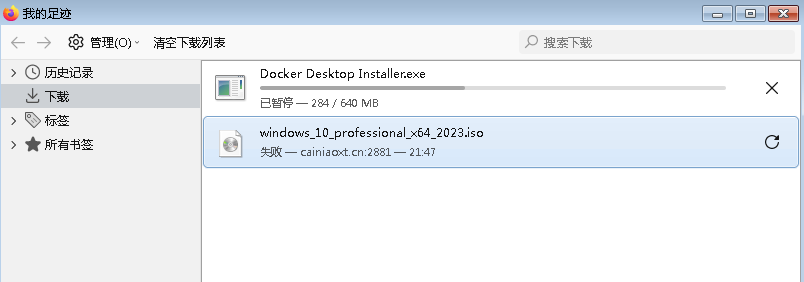 我的足迹
管理(O) 清空下载列表 搜索下载
历史记录
下载
标签
所有书签
Docker Desktop Installer.exe
已暂停 — 284 / 640 MB
windows_10_professional_x64_2023.iso
失败 — cainiaoxt.cn:2881 — 21:47